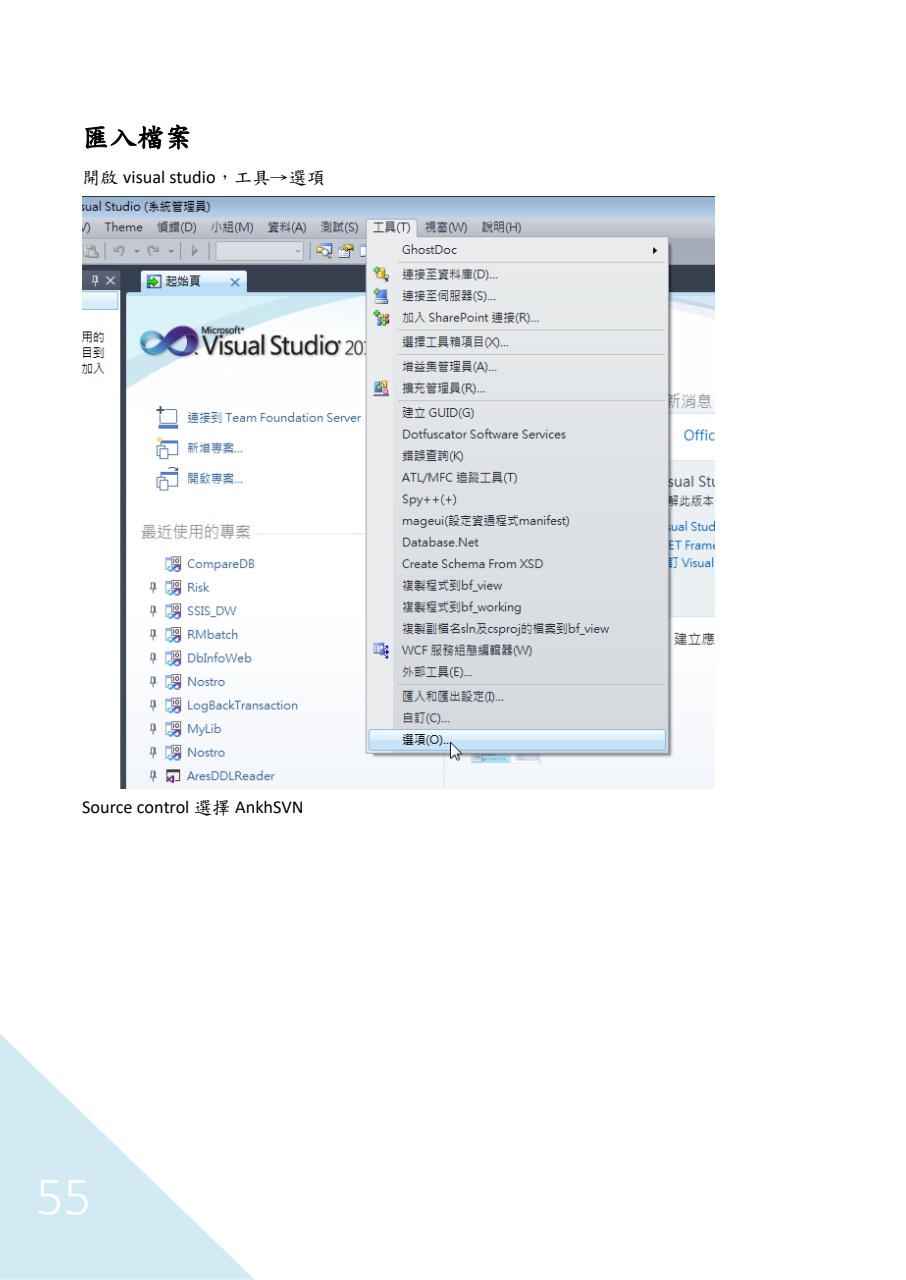 匯入檔案
開啟 visual studio，工具→選項
sual Studio (系統管理員)
/) Theme 偵錯(D) 小組(M) 資料(A) 測試(S) 工具(T) 視窗(W) 說明(H)
起始頁
用的
目到
加入
Microsoft
Visual Studio 20
連接到 Team Foundation Server
新增專案...
開啟專案...
最近使用的專案
CompareDB
Risk
SSIS_DW
RMbatch
DbInfoWeb
Nostro
LogBackTransaction
MyLib
Nostro
AresDDLReader
GhostDoc
連接至資料庫(D)...
連接至伺服器(S)...
加入 SharePoint 連接(R)...
選擇工具箱項目(X)...
增益集管理員(A)...
擴充管理員(R)...
建立 GUID(G)
Dotfuscator Software Services
錯誤查詢(K)
ATL/MFC 追蹤工具(T)
Spy++(+)
mageui(設定資通程式manifest)
Database.Net
Create Schema From XSD
複製程式到bf_view
複製程式到bf_working
複製副檔名sln及csproj的檔案到bf_view
WCF 服務組態編輯器(W)
外部工具(E)...
匯入和匯出設定(I)...
自訂(C)...
選項(O)...
新消息
Offic
sual Stu
解此版本
ual Stud
ET Frame
訂 Visual
建立應
Source control 選擇 AnkhSVN
55